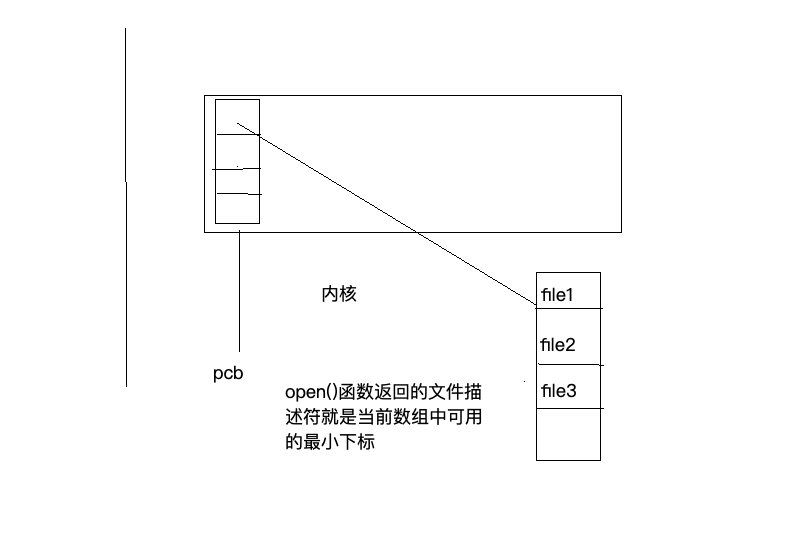 内核
file1
file2
pcb
open()函数返回的文件描
述符就是当前数组中可用
的最小下标
file3